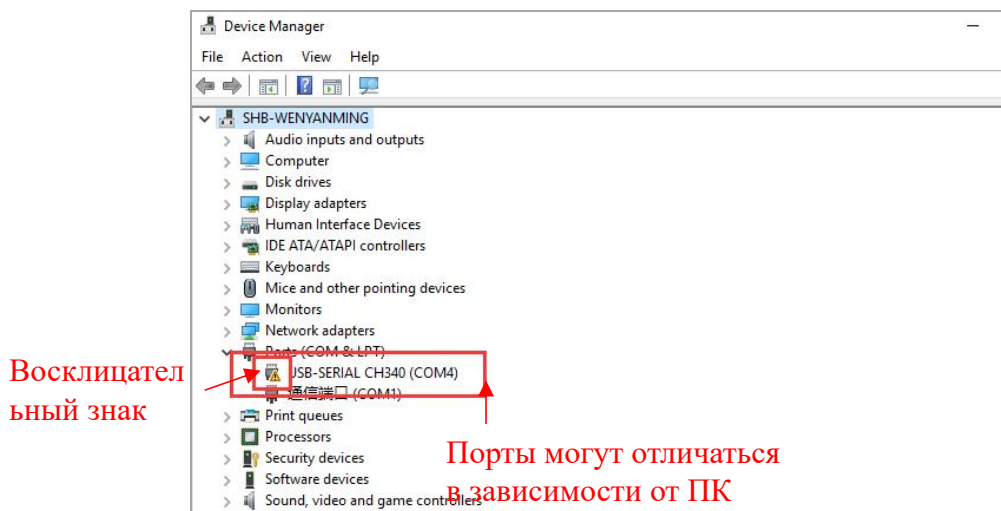 Device Manager
File Action View Help
SHB-WENYANMING
Audio inputs and outputs
Computer
Disk drives
Display adapters
Human Interface Devices
IDE ATA/ATAPI controllers
Keyboards
Mice and other pointing devices
Monitors
Network adapters
Ports (COM & LPT)
USB-SERIAL CH340 (COM4)
通信端口 (COM1)
Print queues
Processors
Security devices
Software devices
Sound, video and game controllers
Восклицател
ьный знак
Порты могут отличаться
в зависимости от ПК